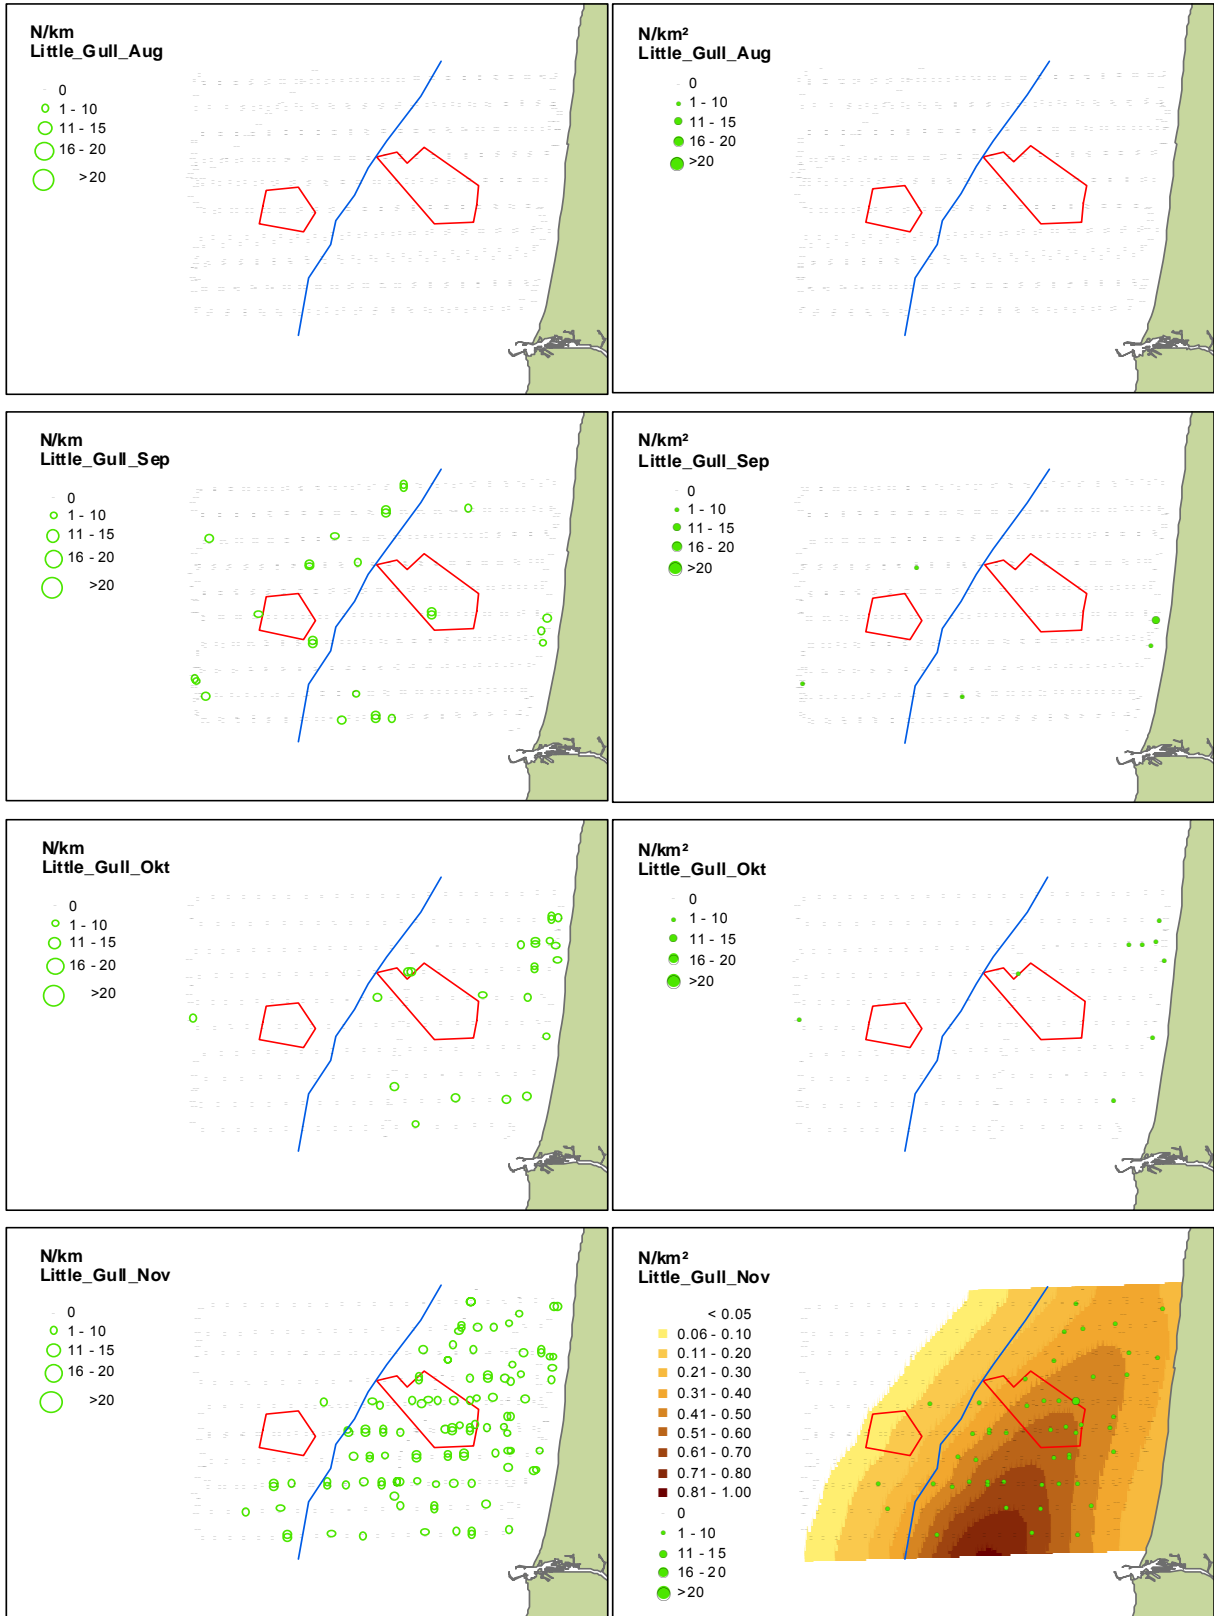 N/km
Little_Gull_Aug
0
1 - 10
11 - 15
16 - 20
>20
N/km²
Little_Gull_Aug
0
1 - 10
11 - 15
16 - 20
>20
N/km
Little_Gull_Sep
0
1 - 10
11 - 15
16 - 20
>20
N/km²
Little_Gull_Sep
0
1 - 10
11 - 15
16 - 20
>20
N/km
Little_Gull_Okt
0
1 - 10
11 - 15
16 - 20
>20
N/km²
Little_Gull_Okt
0
1 - 10
11 - 15
16 - 20
>20
N/km
Little_Gull_Nov
0
1 - 10
11 - 15
16 - 20
>20
N/km²
Little_Gull_Nov
< 0.05
0.06 - 0.10
0.11 - 0.20
0.21 - 0.30
0.31 - 0.40
0.41 - 0.50
0.51 - 0.60
0.61 - 0.70
0.71 - 0.80
0.81 - 1.00
0
1 - 10
11 - 15
16 - 20
>20